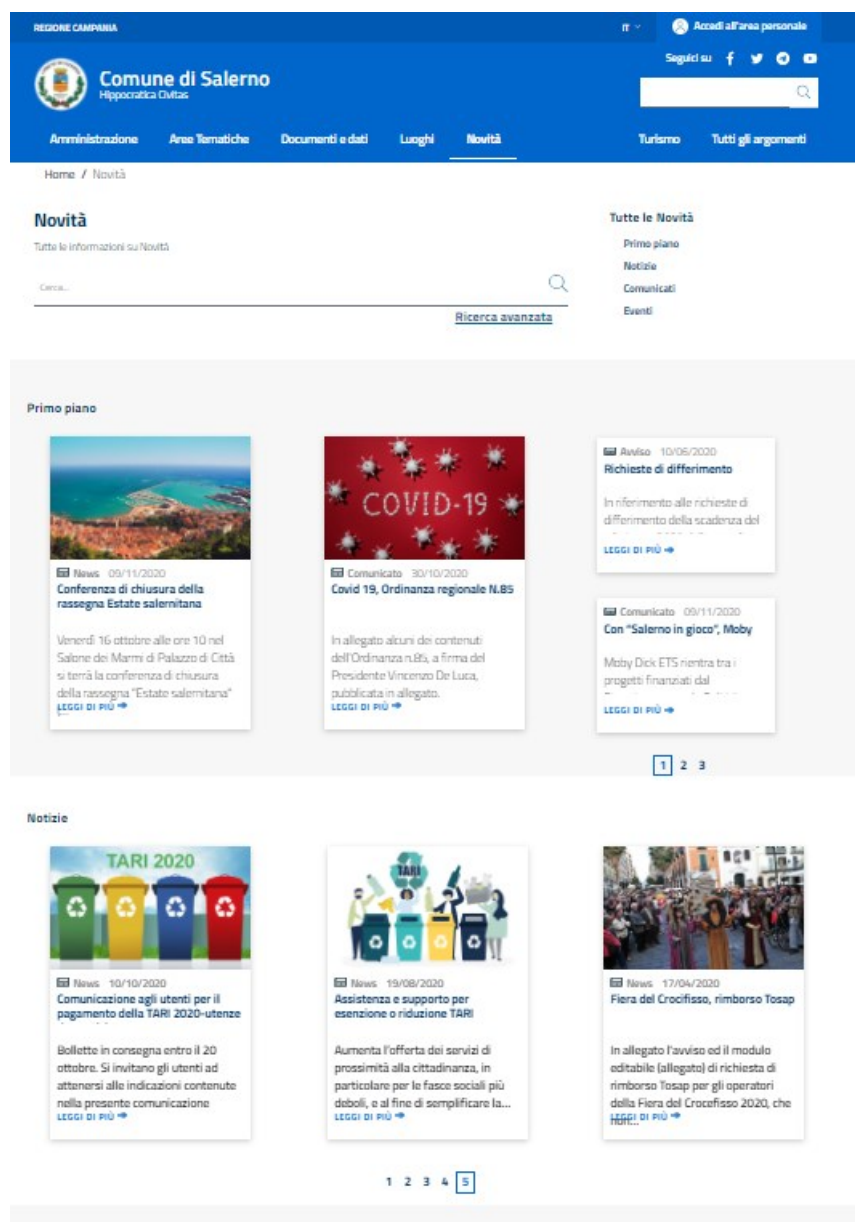 REGIONE CAMPANIA
IT
Accedi all'area personale
Comune di Salerno
Hippocratica Civitas
Seguici su
Amministrazione
Aree Tematiche
Documenti e dati
Luoghi
Novità
Turismo
Tutti gli argomenti
Home / Novità
Novità
Tutte le informazioni su Novità
Cerca...
Ricerca avanzata
Tutte le Novità
Primo piano
Notizie
Comunicati
Eventi
Primo piano
News 09/11/2020
Conferenza di chiusura della
rassegna Estate salernitana
Venerdì 16 ottobre alle ore 10 nel
Salone dei Marmi di Palazzo di Città
si terrà la conferenza di chiusura
della rassegna "Estate salernitana"
LEGGI DI PIÙ
COVID-19
Comunicato 30/10/2020
Covid 19, Ordinanza regionale N.85
In allegato alcuni dei contenuti
dell'Ordinanza n.85, a firma del
Presidente Vincenzo De Luca,
pubblicata in allegato.
LEGGI DI PIÙ
Avviso 10/06/2020
Richieste di differimento
In riferimento alle richieste di
differimento della scadenza del
LEGGI DI PIÙ
Comunicato 09/11/2020
Con "Salerno in gioco", Moby
Moby Dick ETS rientra tra i
progetti finanziati dal
LEGGI DI PIÙ
1 2 3
Notizie
TARI 2020
News 10/10/2020
Comunicazione agli utenti per il
pagamento della TARI 2020-utenze
Bollette in consegna entro il 20
ottobre. Si invitano gli utenti ad
attenersi alle indicazioni contenute
nella presente comunicazione
LEGGI DI PIÙ
TARI
News 19/08/2020
Assistenza e supporto per
esenzione o riduzione TARI
Aumenta l'offerta dei servizi di
prossimità alla cittadinanza, in
particolare per le fasce sociali più
deboli, e al fine di semplificare la...
LEGGI DI PIÙ
News 17/04/2020
Fiera del Crocifisso, rimborso Tosap
In allegato l'avviso ed il modulo
editabile (allegato) di richiesta di
rimborso Tosap per gli operatori
della Fiera del Crocefisso 2020, che
non...
LEGGI DI PIÙ
1 2 3 4 5